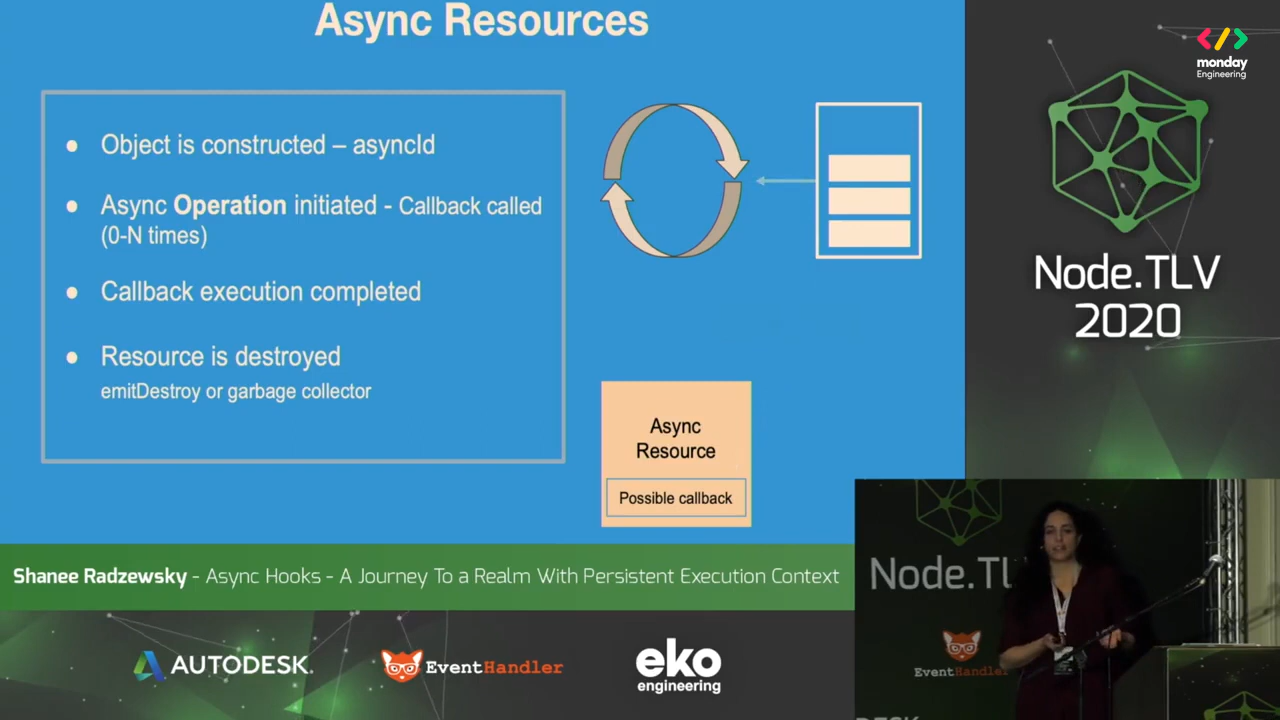 Async Resources
Object is constructed – asyncId
Async Operation initiated - Callback called
(0-N times)
Callback execution completed
Resource is destroyed
emitDestroy or garbage collector
Async
Resource
Possible callback
monday
Engineering
Node.TLV
2020
Shanee Radzewsky - Async Hooks - A Journey To a Realm With Persistent Execution Context
AUTODESK.
EventHandler
eko
engineering
Node.TL
EventHandler